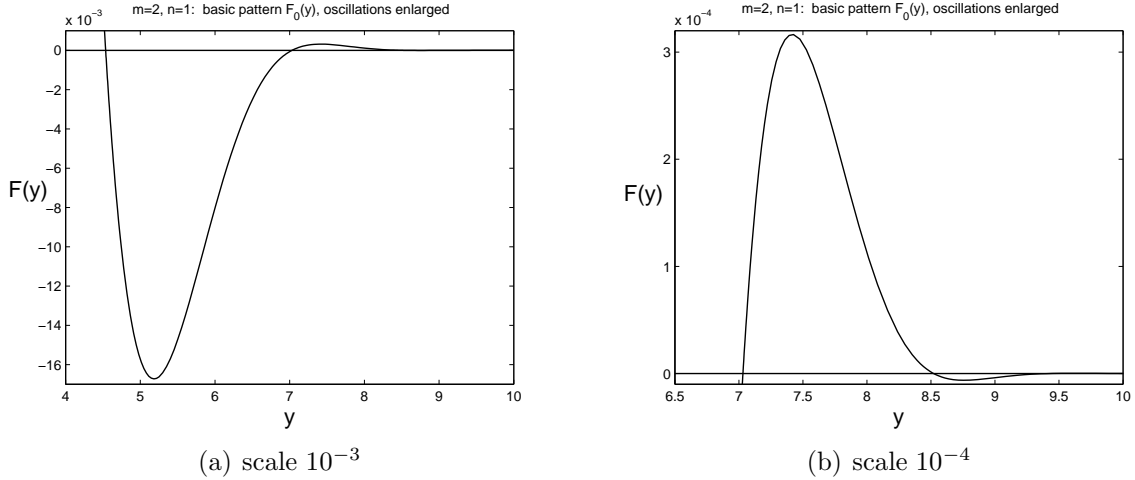 m=2, n=1: basic pattern F₀(y), oscillations enlarged
x 10⁻³
0
−2
−4
−6
−8
−10
−12
−14
−16
F(y)
4 5 6 7 8 9 10
y
(a) scale 10⁻³
m=2, n=1: basic pattern F₀(y), oscillations enlarged
x 10⁻⁴
3
2
1
0
F(y)
6.5 7 7.5 8 8.5 9 9.5 10
y
(b) scale 10⁻⁴